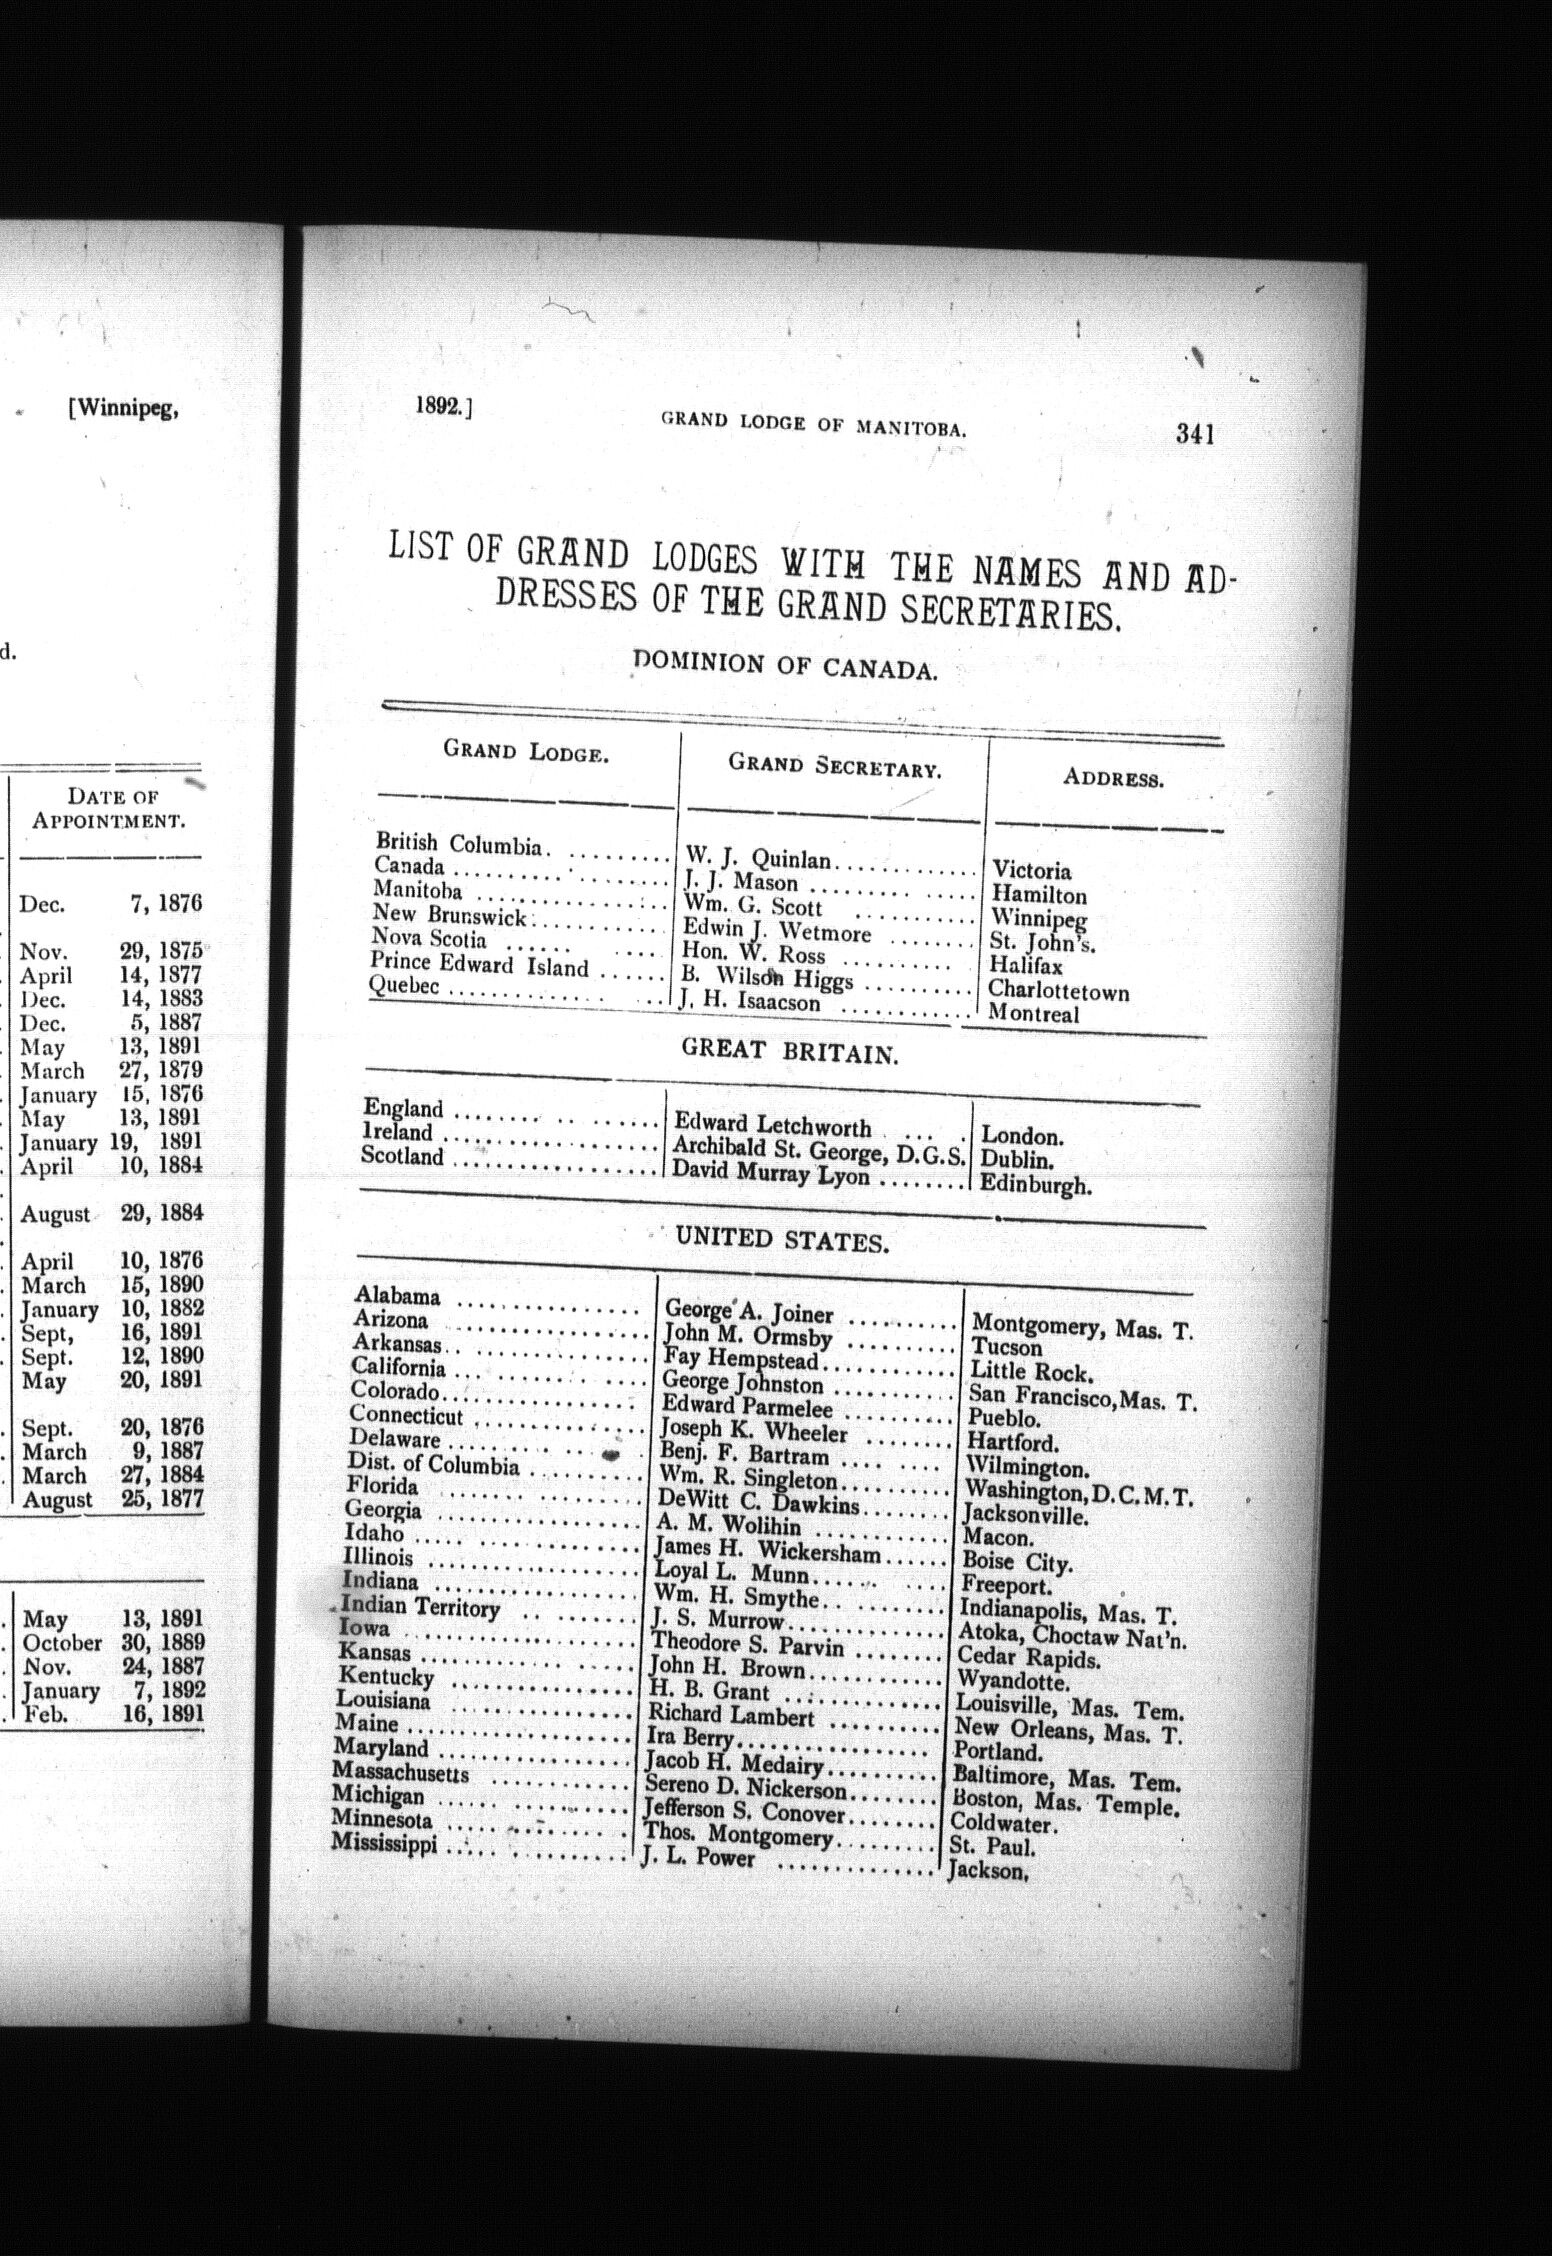 [Winnipeg,
d.
DATE OF
APPOINTMENT.
Dec. 7, 1876
Nov. 29, 1875
April 14, 1877
Dec. 14, 1883
Dec. 5, 1887
May 13, 1891
March 27, 1879
January 15, 1876
May 13, 1891
January 19, 1891
April 10, 1884
August 29, 1884
April 10, 1876
March 15, 1890
January 10, 1882
Sept, 16, 1891
Sept. 12, 1890
May 20, 1891
Sept. 20, 1876
March 9, 1887
March 27, 1884
August 25, 1877
May 13, 1891
October 30, 1889
Nov. 24, 1887
January 7, 1892
Feb. 16, 1891
1892.] GRAND LODGE OF MANITOBA. 341
LIST OF GRAND LODGES WITH THE NAMES AND AD-
DRESSES OF THE GRAND SECRETARIES.
DOMINION OF CANADA.
GRAND LODGE. GRAND SECRETARY. ADDRESS.
British Columbia. ......... W. J. Quinlan............. Victoria
Canada .................... J. J. Mason ............... Hamilton
Manitoba .................. Wm. G. Scott ........... Winnipeg
New Brunswick............. Edwin J. Wetmore ........ St. John's.
Nova Scotia ...... .... Hon. W. Ross .......... Halifax
Prince Edward Island ...... B. Wilson Higgs .......... Charlottetown
Quebec ................ .. J. H. Isaacson ............ Montreal
GREAT BRITAIN.
England ........ .. ...... Edward Letchworth ... . London.
Ireland .................... Archibald St. George, D.G.S. Dublin.
Scotland ................... David Murray Lyon ........ Edinburgh.
UNITED STATES.
Alabama ................ George A. Joiner .......... Montgomery, Mas. T.
Arizona ................... John M. Ormsby .......... Tucson
Arkansas.. ................ Fay Hempstead............ Little Rock.
California ... ....... .... George Johnston ........... San Francisco,Mas. T.
Colorado................... Edward Parmelee .......... Pueblo.
Connecticut ................ Joseph K. Wheeler ........ Hartford.
Delaware ........ ... . Benj. F. Bartram .... .... Wilmington.
Dist. of Columbia .......... Wm. R. Singleton.......... Washington,D.C.M.T.
Florida ...... .......... DeWitt C. Dawkins........ Jacksonville.
Georgia ................... A. M. Wolihin ............ Macon.
Idaho ..... ............. James H. Wickersham...... Boise City.
Illinois .................... Loyal L. Munn...... .... Freeport.
Indiana ................... Wm. H. Smythe.. ......... Indianapolis, Mas. T.
Indian Territory .. ........ J. S. Murrow............... Atoka, Choctaw Nat'n.
Iowa ...................... Theodore S. Parvin ........ Cedar Rapids.
Kansas ............. ..... John H. Brown............. Wyandotte.
Kentucky ................. H. B. Grant ............... Louisville, Mas. Tem.
Louisiana ................. Richard Lambert .......... New Orleans, Mas. T.
Maine ..................... Ira Berry.................. Portland.
Maryland .................. Jacob H. Medairy.......... Baltimore, Mas. Tem.
Massachusetts ............. Sereno D. Nickerson........ Boston, Mas. Temple.
Michigan ...... .......... Jefferson S. Conover........ Coldwater.
Minnesota ................ Thos. Montgomery......... St. Paul.
Mississippi ..... ........... J. L. Power ............... Jackson,